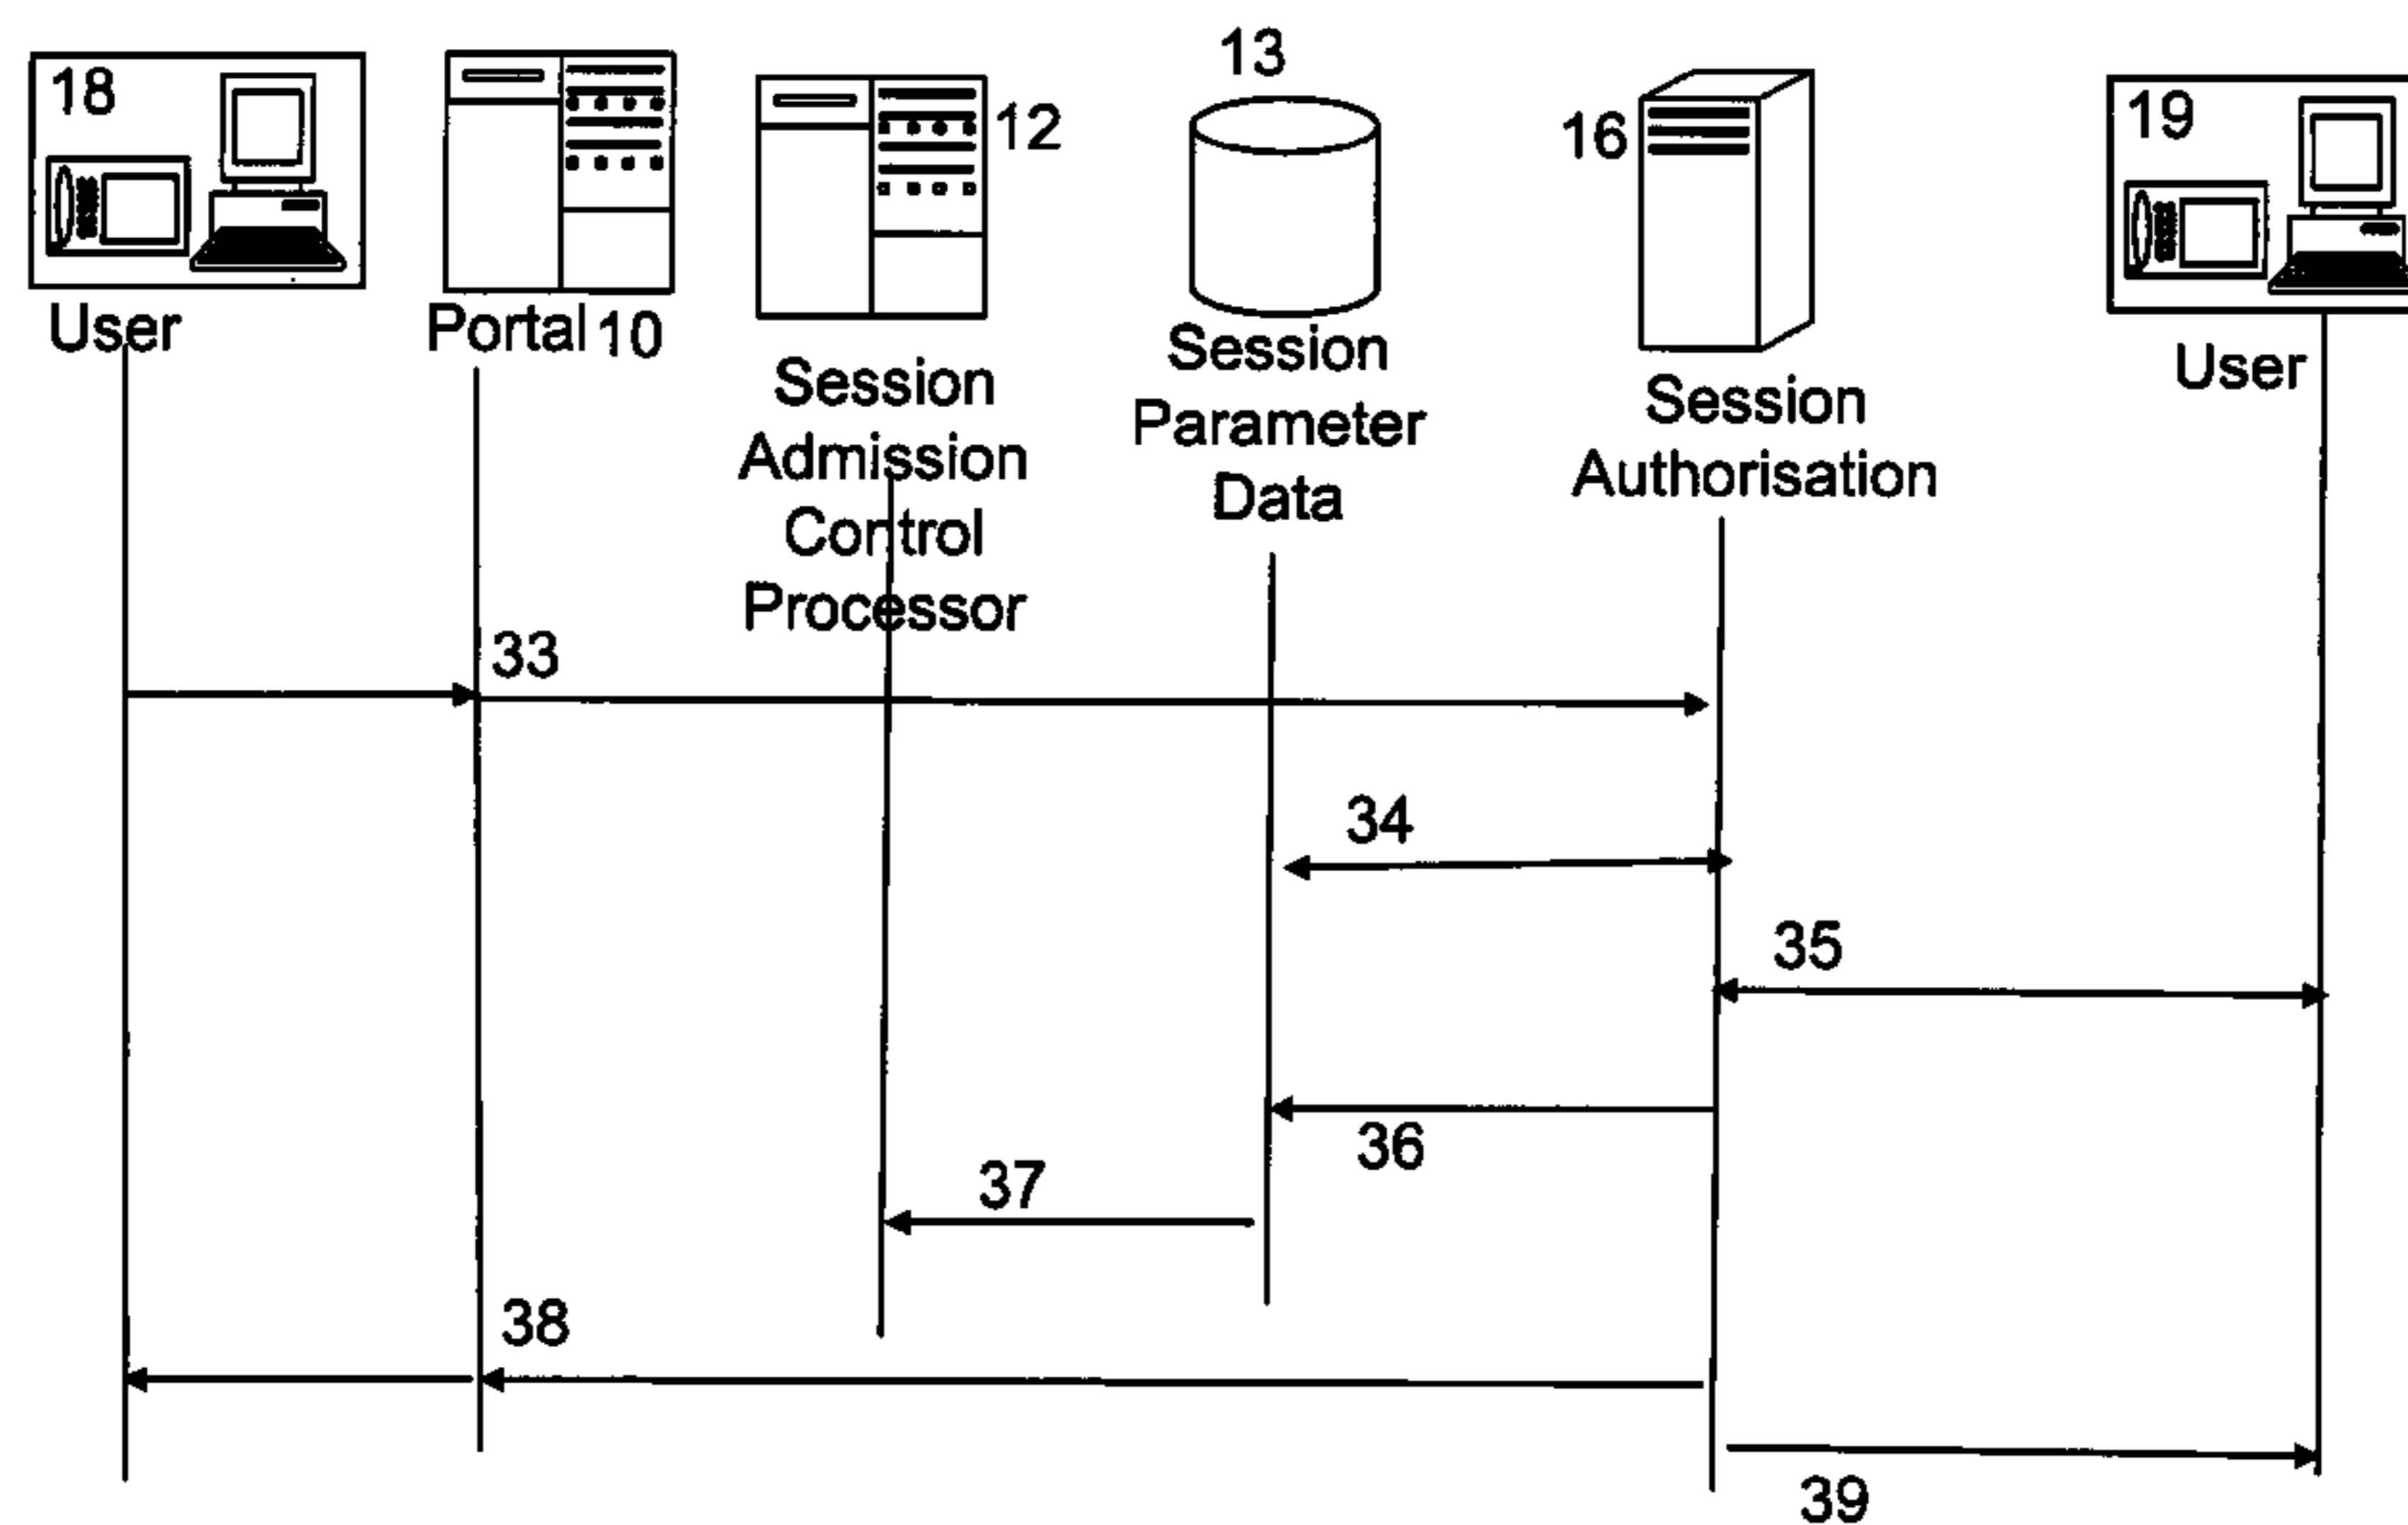 18
13
12
16
19
User
Portal 10
Session
Admission
Control
Processor
Session
Parameter
Data
Session
Authorisation
User
33
34
35
36
37
38
39